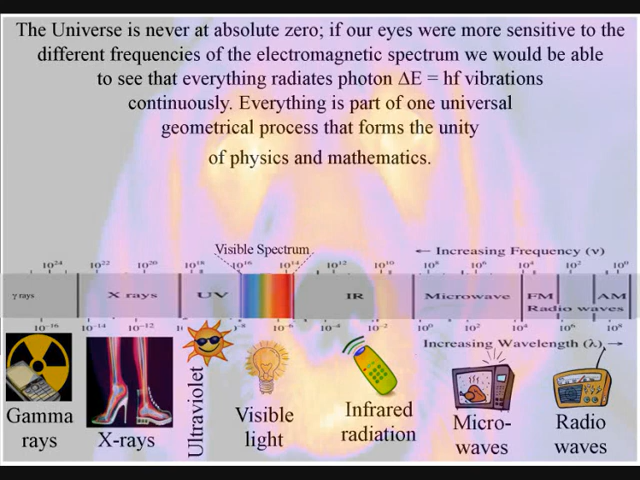 The Universe is never at absolute zero; if our eyes were more sensitive to the
different frequencies of the electromagnetic spectrum we would be able
to see that everything radiates photon ΔE = hf vibrations
continuously. Everything is part of one universal
geometrical process that forms the unity
of physics and mathematics.
Visible Spectrum
← Increasing Frequency (ν)
10²⁴ 10²² 10²⁰ 10¹⁸ 10¹⁶ 10¹⁴ 10¹² 10¹⁰ 10⁸ 10⁶ 10⁴ 10² 10⁰
γ rays X rays UV IR Microwave FM AM
Radio waves
10⁻¹⁶ 10⁻¹⁴ 10⁻¹² 10⁻⁸ 10⁻⁶ 10⁻⁴ 10⁻² 10⁰ 10² 10⁴ 10⁶ 10⁸
Increasing Wavelength (λ) →
Gamma
rays
X-rays
Ultraviolet
Visible
light
Infrared
radiation
Micro-
waves
Radio
waves